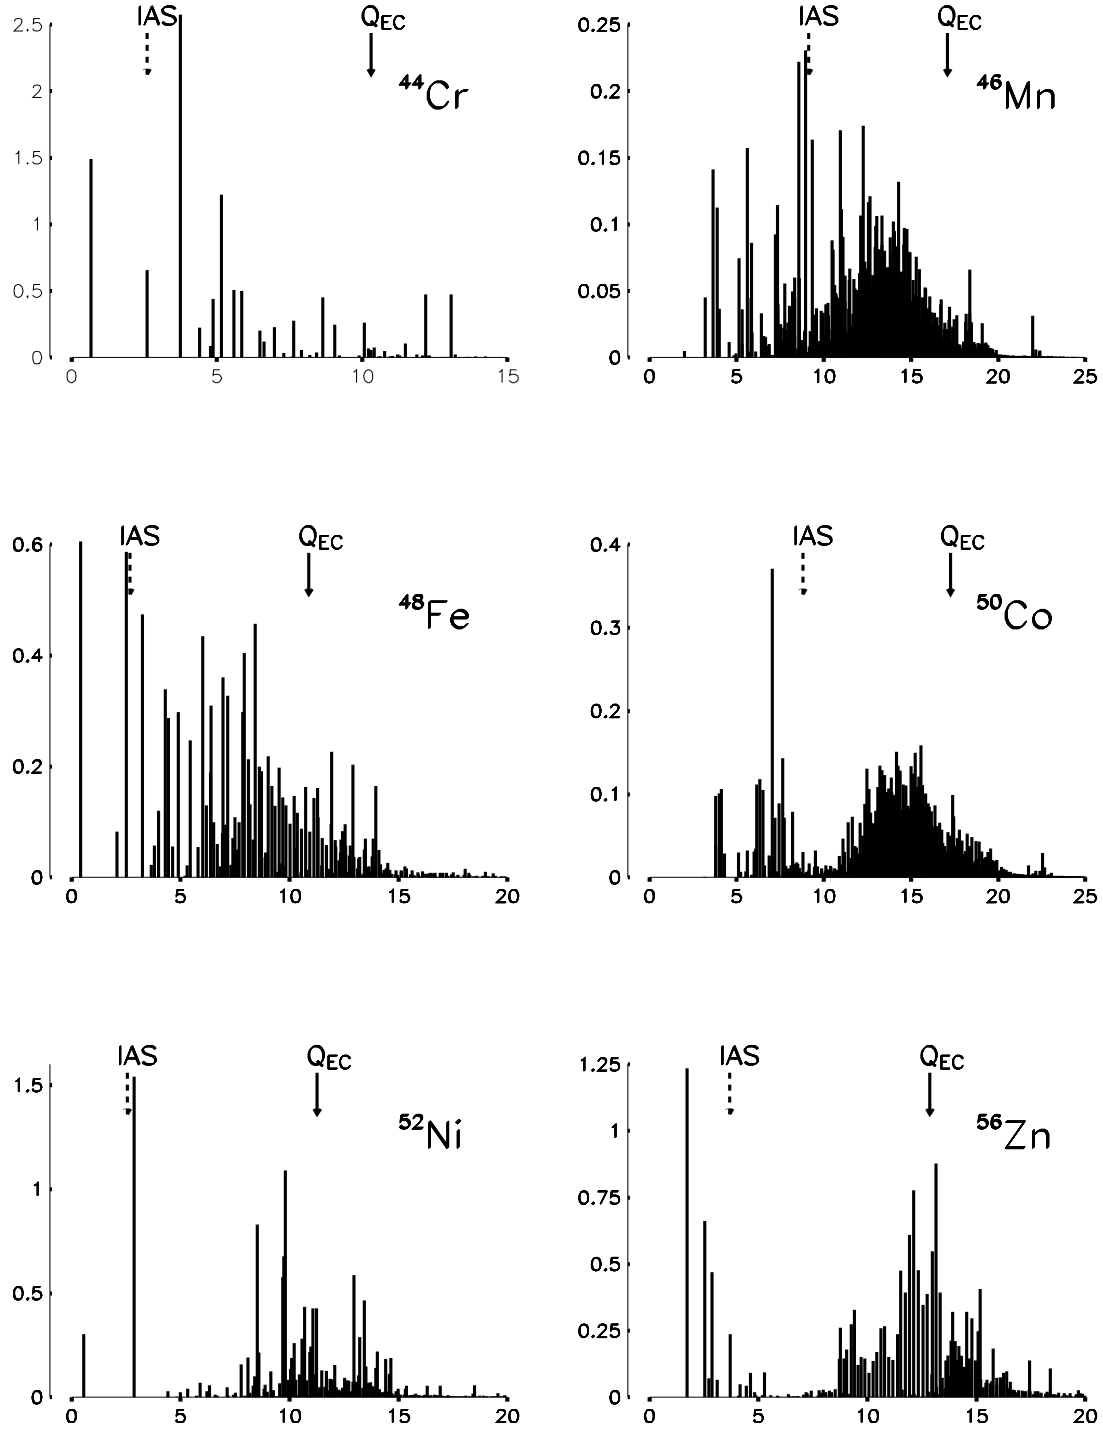 IAS QEC IAS QEC
2.5 0.25
44Cr 46Mn
2 0.2
1.5 0.15
1 0.1
0.5 0.05
0 0
0 5 10 15 0 5 10 15 20 25
IAS QEC IAS QEC
0.6 0.4
48Fe 50Co
0.3
0.4
0.2
0.2
0.1
0 0
0 5 10 15 20 0 5 10 15 20 25
IAS QEC IAS QEC
1.25
1.5
52Ni 56Zn
1
1
0.75
0.5
0.5
0.25
0 0
0 5 10 15 20 0 5 10 15 20